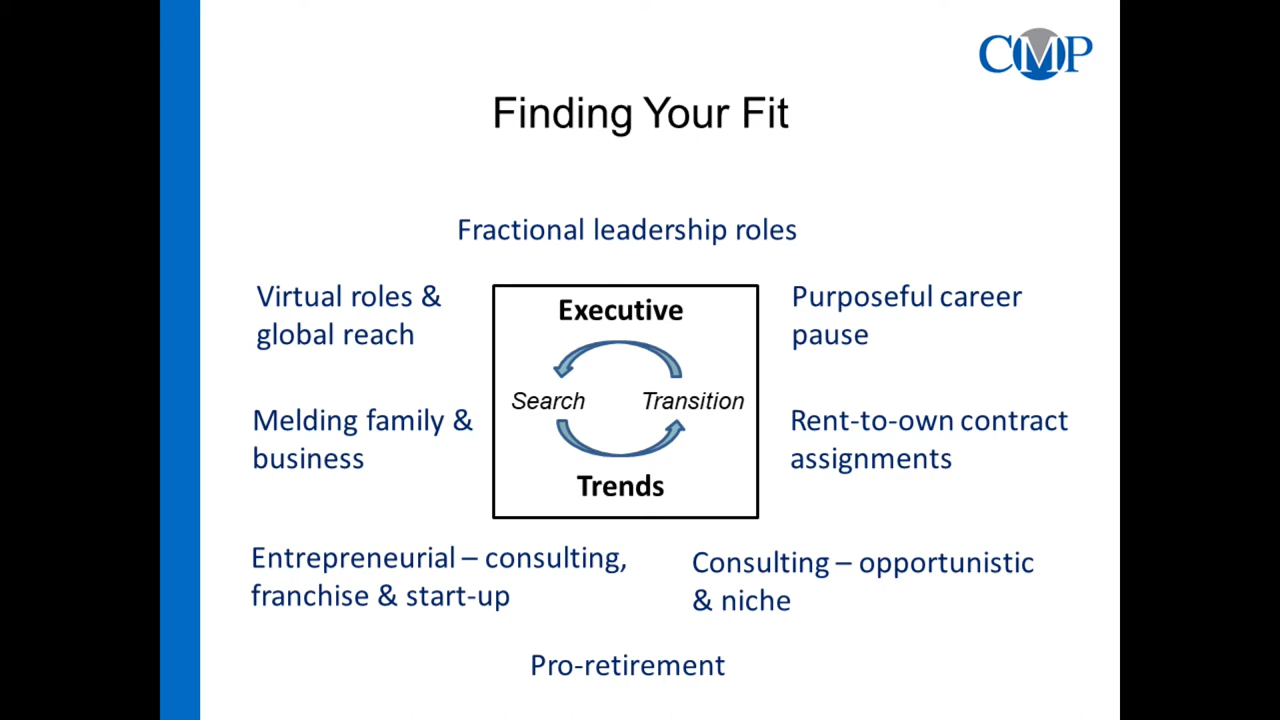 CMP
Finding Your Fit
Fractional leadership roles
Virtual roles &
global reach
Purposeful career
pause
Executive
Search
Transition
Trends
Melding family &
business
Rent-to-own contract
assignments
Entrepreneurial – consulting,
franchise & start-up
Consulting – opportunistic
& niche
Pro-retirement